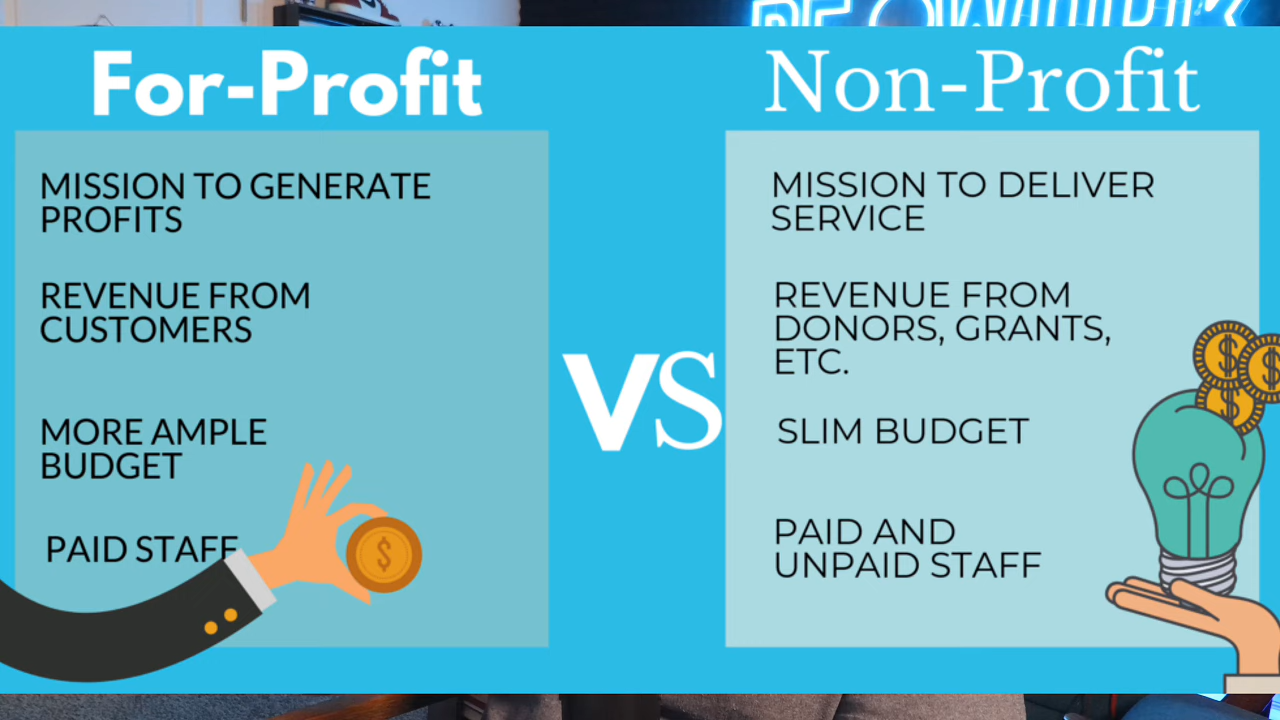 For-Profit
MISSION TO GENERATE
PROFITS
REVENUE FROM
CUSTOMERS
MORE AMPLE
BUDGET
PAID STAFF
VS
Non-Profit
MISSION TO DELIVER
SERVICE
REVENUE FROM
DONORS, GRANTS,
ETC.
SLIM BUDGET
PAID AND
UNPAID STAFF